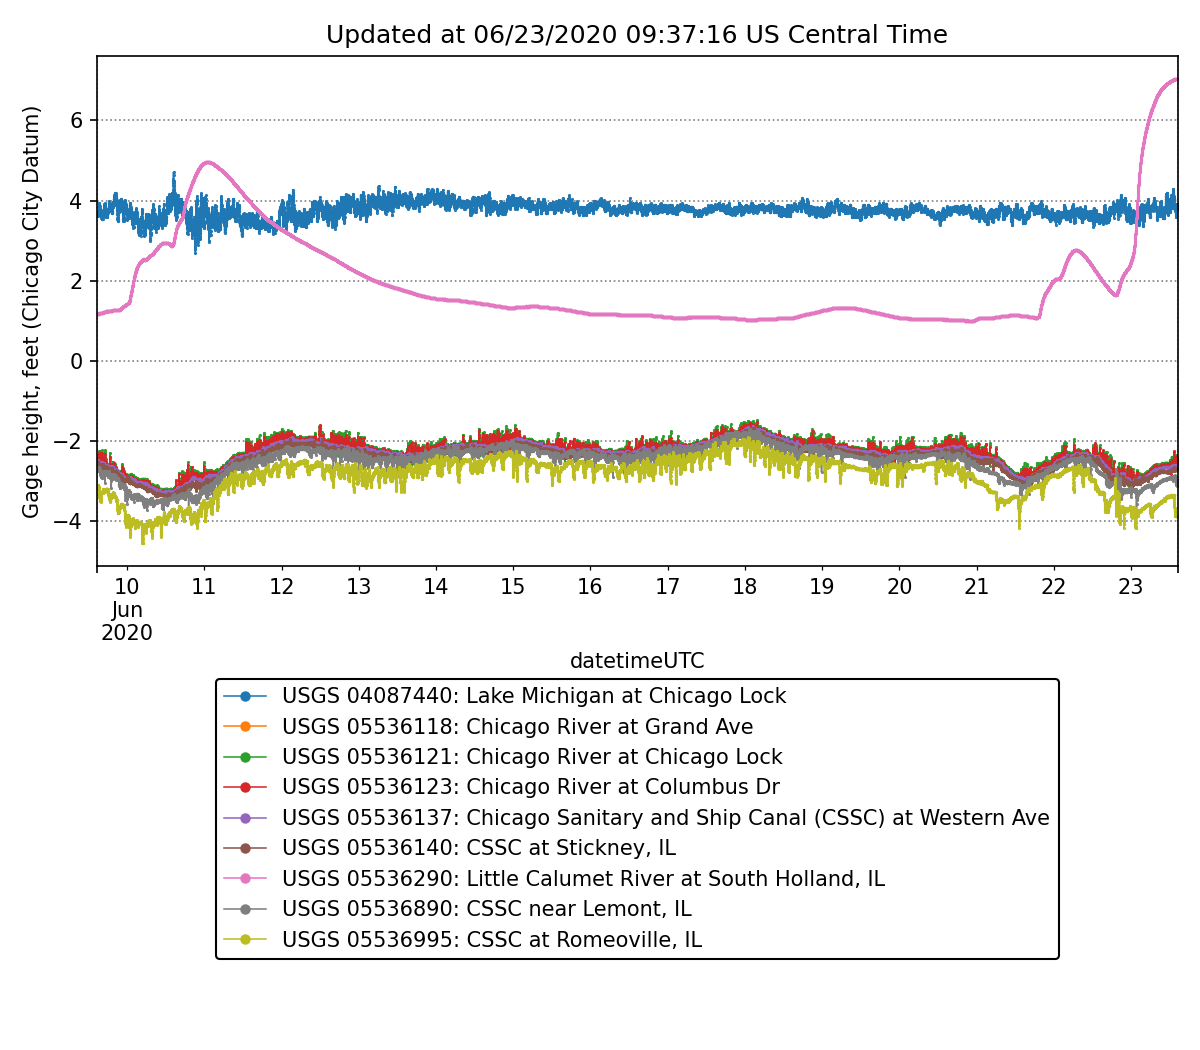 Updated at 06/23/2020 09:37:16 US Central Time
Gage height, feet (Chicago City Datum)
6
4
2
0
−2
−4
10 11 12 13 14 15 16 17 18 19 20 21 22 23
Jun
2020
datetimeUTC
USGS 04087440: Lake Michigan at Chicago Lock
USGS 05536118: Chicago River at Grand Ave
USGS 05536121: Chicago River at Chicago Lock
USGS 05536123: Chicago River at Columbus Dr
USGS 05536137: Chicago Sanitary and Ship Canal (CSSC) at Western Ave
USGS 05536140: CSSC at Stickney, IL
USGS 05536290: Little Calumet River at South Holland, IL
USGS 05536890: CSSC near Lemont, IL
USGS 05536995: CSSC at Romeoville, IL